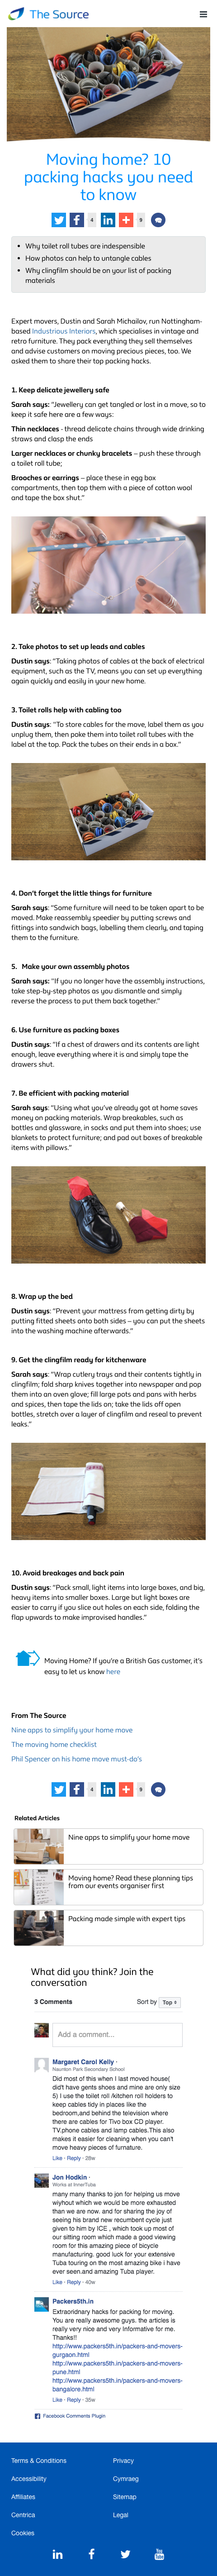 The Source
Moving home? 10
packing hacks you need
to know
4
9
Why toilet roll tubes are indespensible
How photos can help to untangle cables
Why clingfilm should be on your list of packing
materials
Expert movers, Dustin and Sarah Michailov, run Nottingham-
based Industrious Interiors, which specialises in vintage and
retro furniture. They pack everything they sell themselves
and advise customers on moving precious pieces, too. We
asked them to share their top packing hacks.
1. Keep delicate jewellery safe
Sarah says: “Jewellery can get tangled or lost in a move, so to
keep it safe here are a few ways:
Thin necklaces - thread delicate chains through wide drinking
straws and clasp the ends
Larger necklaces or chunky bracelets – push these through
a toilet roll tube;
Brooches or earrings – place these in egg box
compartments, then top them with a piece of cotton wool
and tape the box shut.”
2. Take photos to set up leads and cables
Dustin says: “Taking photos of cables at the back of electrical
equipment, such as the TV, means you can set up everything
again quickly and easily in your new home.
3. Toilet rolls help with cabling too
Dustin says: “To store cables for the move, label them as you
unplug them, then poke them into toilet roll tubes with the
label at the top. Pack the tubes on their ends in a box.”
4. Don't forget the little things for furniture
Sarah says: “Some furniture will need to be taken apart to be
moved. Make reassembly speedier by putting screws and
fittings into sandwich bags, labelling them clearly, and taping
them to the furniture.
5. Make your own assembly photos
Sarah says: “If you no longer have the assembly instructions,
take step-by-step photos as you dismantle and simply
reverse the process to put them back together.”
6. Use furniture as packing boxes
Dustin says: “If a chest of drawers and its contents are light
enough, leave everything where it is and simply tape the
drawers shut.
7. Be efficient with packing material
Sarah says: “Using what you've already got at home saves
money on packing materials. Wrap breakables, such as
bottles and glassware, in socks and put them into shoes; use
blankets to protect furniture; and pad out boxes of breakable
items with pillows.”
8. Wrap up the bed
Dustin says: “Prevent your mattress from getting dirty by
putting fitted sheets onto both sides – you can put the sheets
into the washing machine afterwards.”
9. Get the clingfilm ready for kitchenware
Sarah says: “Wrap cutlery trays and their contents tightly in
clingfilm; fold sharp knives together into newspaper and pop
them into an oven glove; fill large pots and pans with herbs
and spices, then tape the lids on; take the lids off open
bottles, stretch over a layer of clingfilm and reseal to prevent
leaks.”
10. Avoid breakages and back pain
Dustin says: “Pack small, light items into large boxes, and big,
heavy items into smaller boxes. Large but light boxes are
easier to carry if you slice out holes on each side, folding the
flap upwards to make improvised handles.”
Moving Home? If you're a British Gas customer, it's
easy to let us know here
From The Source
Nine apps to simplify your home move
The moving home checklist
Phil Spencer on his home move must-do's
4
9
Related Articles
Nine apps to simplify your home move
Moving home? Read these planning tips
from our events organiser first
Packing made simple with expert tips
What did you think? Join the
conversation
3 Comments
Sort by Top
Add a comment...
Margaret Carol Kelly ·
Naunton Park Secondary School
Did most of this when I last moved house(
did't have gents shoes and mine are only size
5) I use the toilet roll /kitchen roll holders to
keep cables tidy in places like the
bedroom,and behind the television where
there are cables for Tivo box CD player.
TV.phone cables and lamp cables.This also
makes it easier for cleaning when you can't
move heavy pieces of furnature.
Like · Reply · 28w
Jon Hodkin ·
Works at InnerTuba
many many thanks to jon for helping us move
wiyhout which we would be more exhausted
than we are now. and for sharing the joy of
seeing his brand new recumbent cycle just
given to him by ICE , which took up most of
our sitting room which made a good viewing
room for this amazing piece of bicycle
manufacturing. good luck for your extensive
Tuba touring on the most amazing bike i have
ever seen.and amazing Tuba player.
Like · Reply · 40w
Packers5th.in
Extraoridnary hacks for packing for moving.
You are really awesome guys. the articles is
really very nice and very Informative for me.
Thanks!!
http://www.packers5th.in/packers-and-movers-
gurgaon.html
http://www.packers5th.in/packers-and-movers-
pune.html
http://www.packers5th.in/packers-and-movers-
bangalore.html
Like · Reply · 35w
Facebook Comments Plugin
Terms & Conditions
Privacy
Accessibility
Cymraeg
Affiliates
Sitemap
Centrica
Legal
Cookies